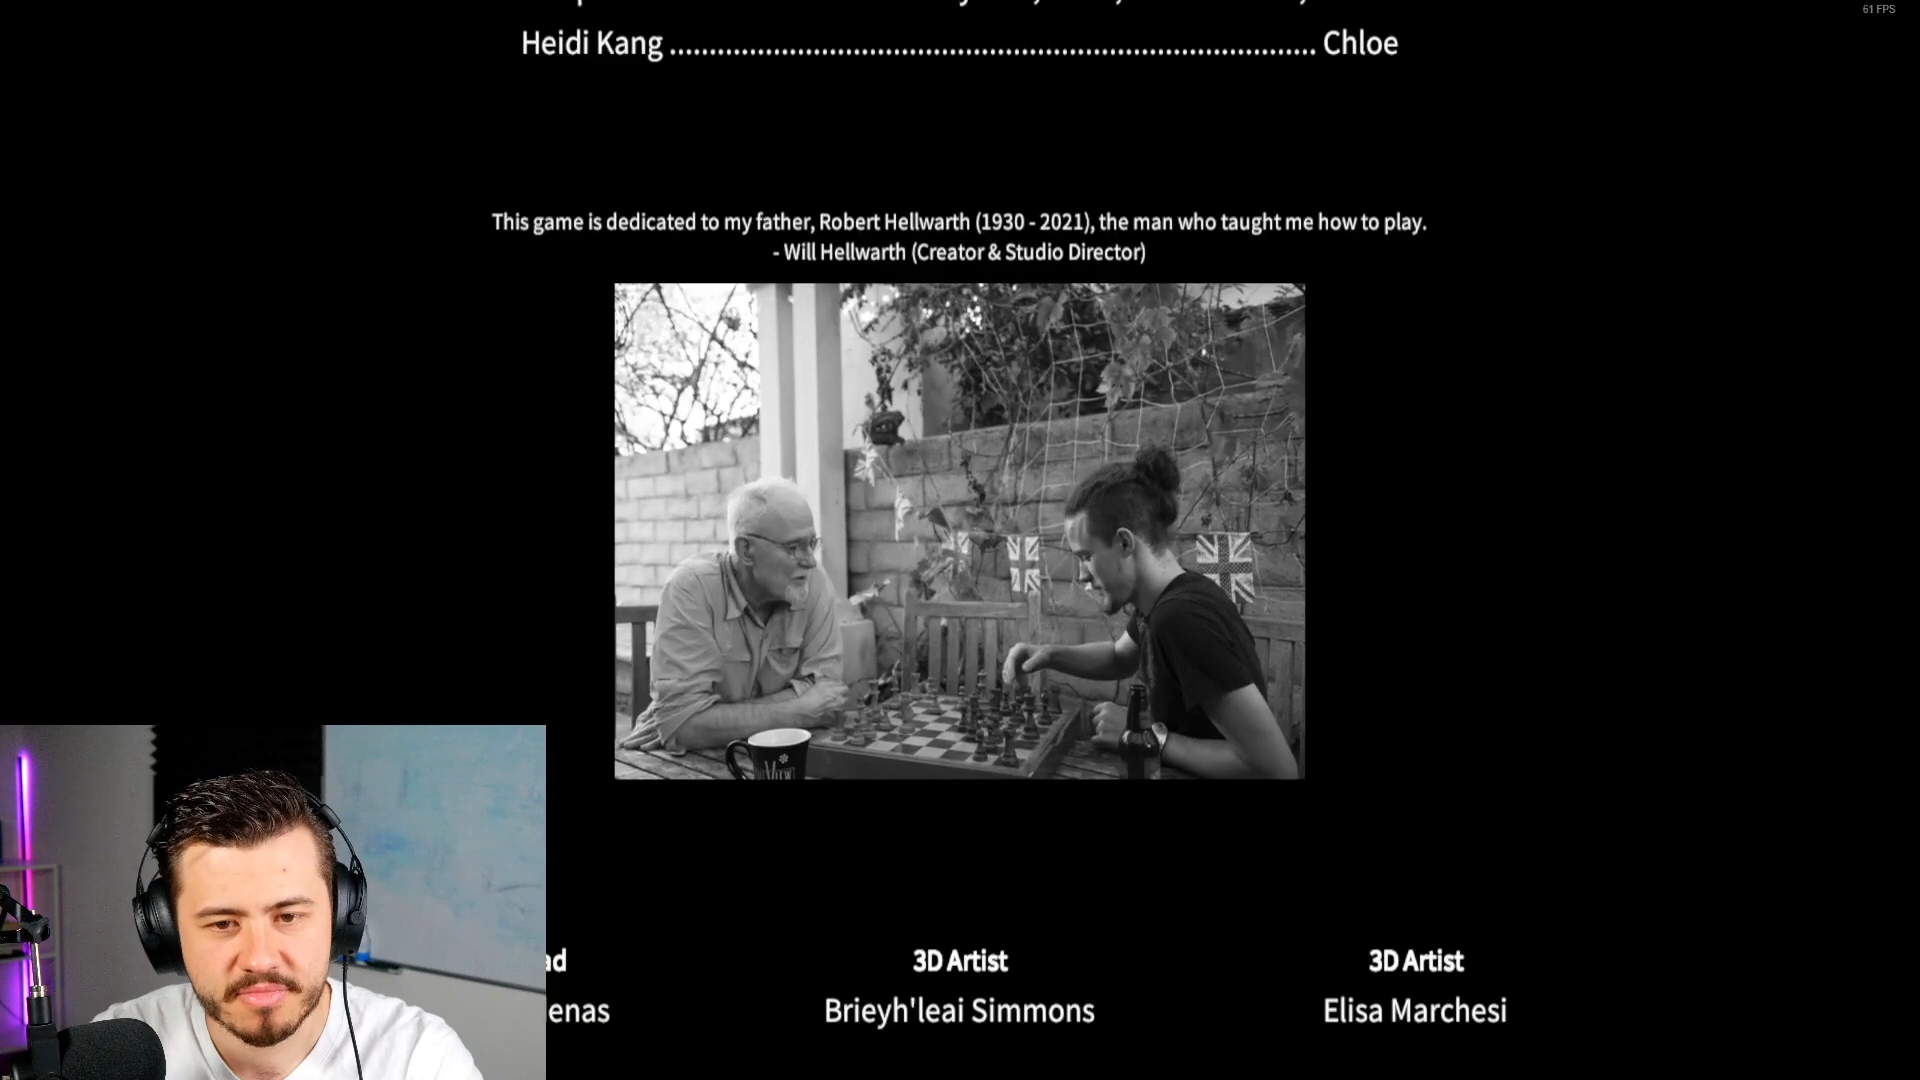 Heidi Kang ................................................................................ Chloe
This game is dedicated to my father, Robert Hellwarth (1930 - 2021), the man who taught me how to play.
- Will Hellwarth (Creator & Studio Director)
ad 3D Artist 3D Artist
enas Brieyh'leai Simmons Elisa Marchesi
61 FPS